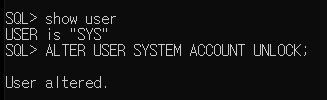 SQL> show user
USER is "SYS"
SQL> ALTER USER SYSTEM ACCOUNT UNLOCK;
User altered.